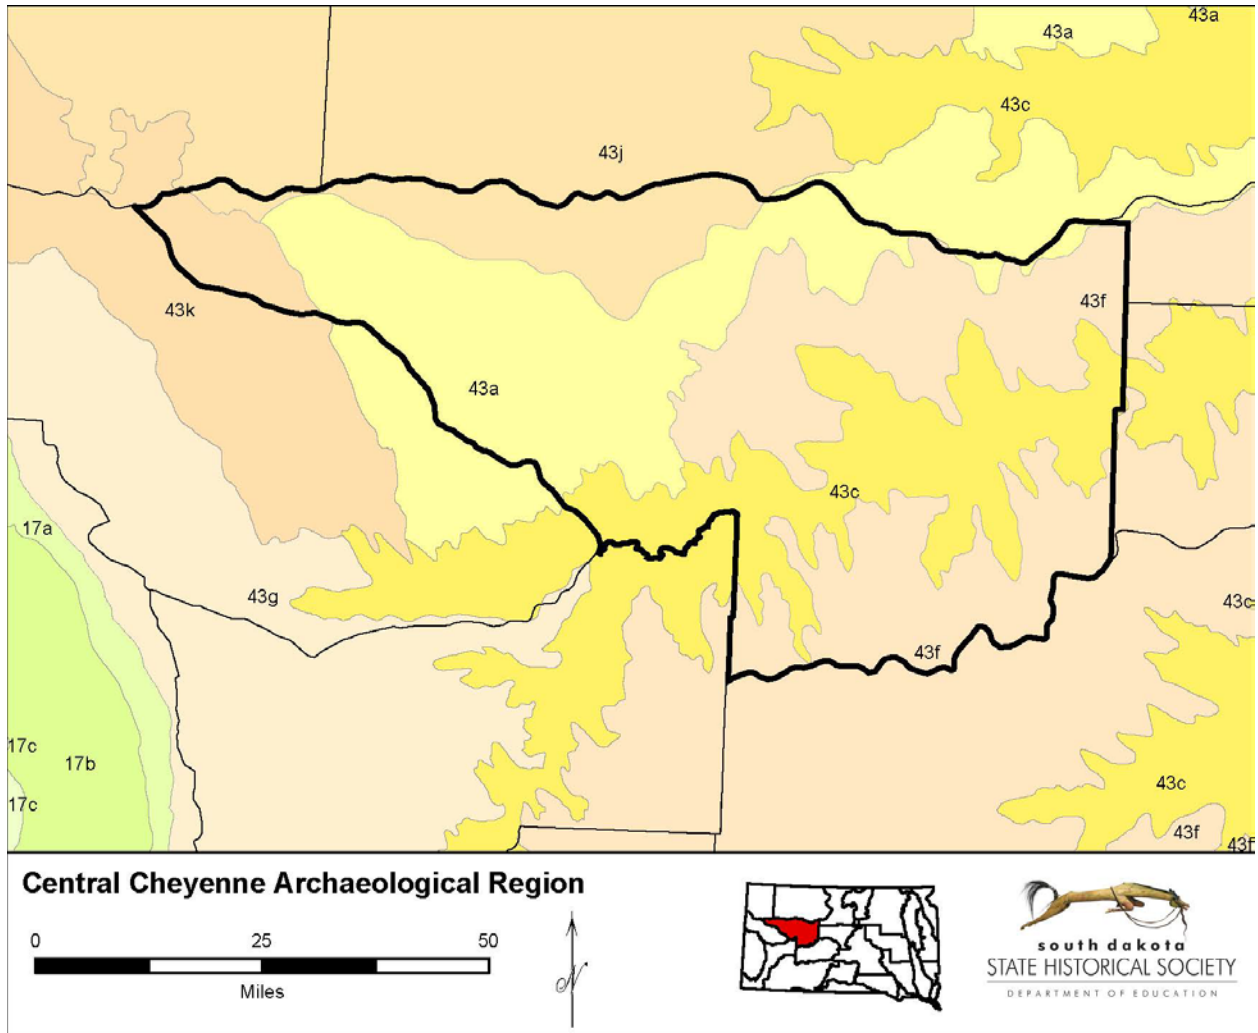 43a
43a
43c
43j
43k
43f
43a
43c
17a
43g
43c
43f
17c
17b
43c
17c
43f
43f
Central Cheyenne Archaeological Region
0 25 50
Miles
N
south dakota
STATE HISTORICAL SOCIETY
DEPARTMENT OF EDUCATION